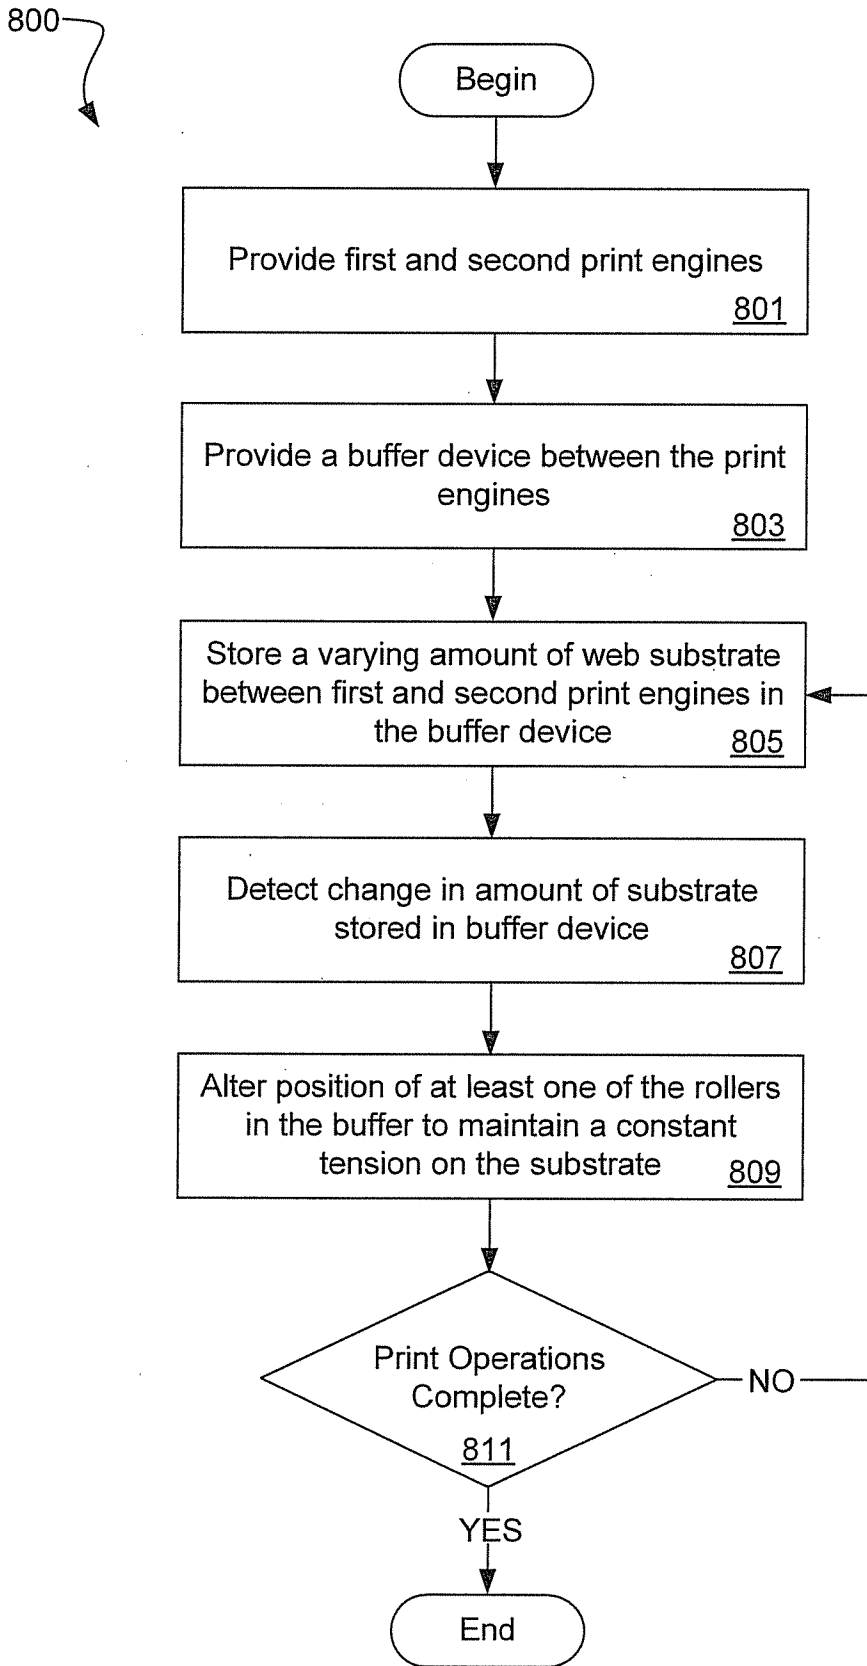 800
Begin
Provide first and second print engines
801
Provide a buffer device between the print
engines
803
Store a varying amount of web substrate
between first and second print engines in
the buffer device
805
Detect change in amount of substrate
stored in buffer device
807
Alter position of at least one of the rollers
in the buffer to maintain a constant
tension on the substrate
809
Print Operations
Complete?
811
NO
YES
End